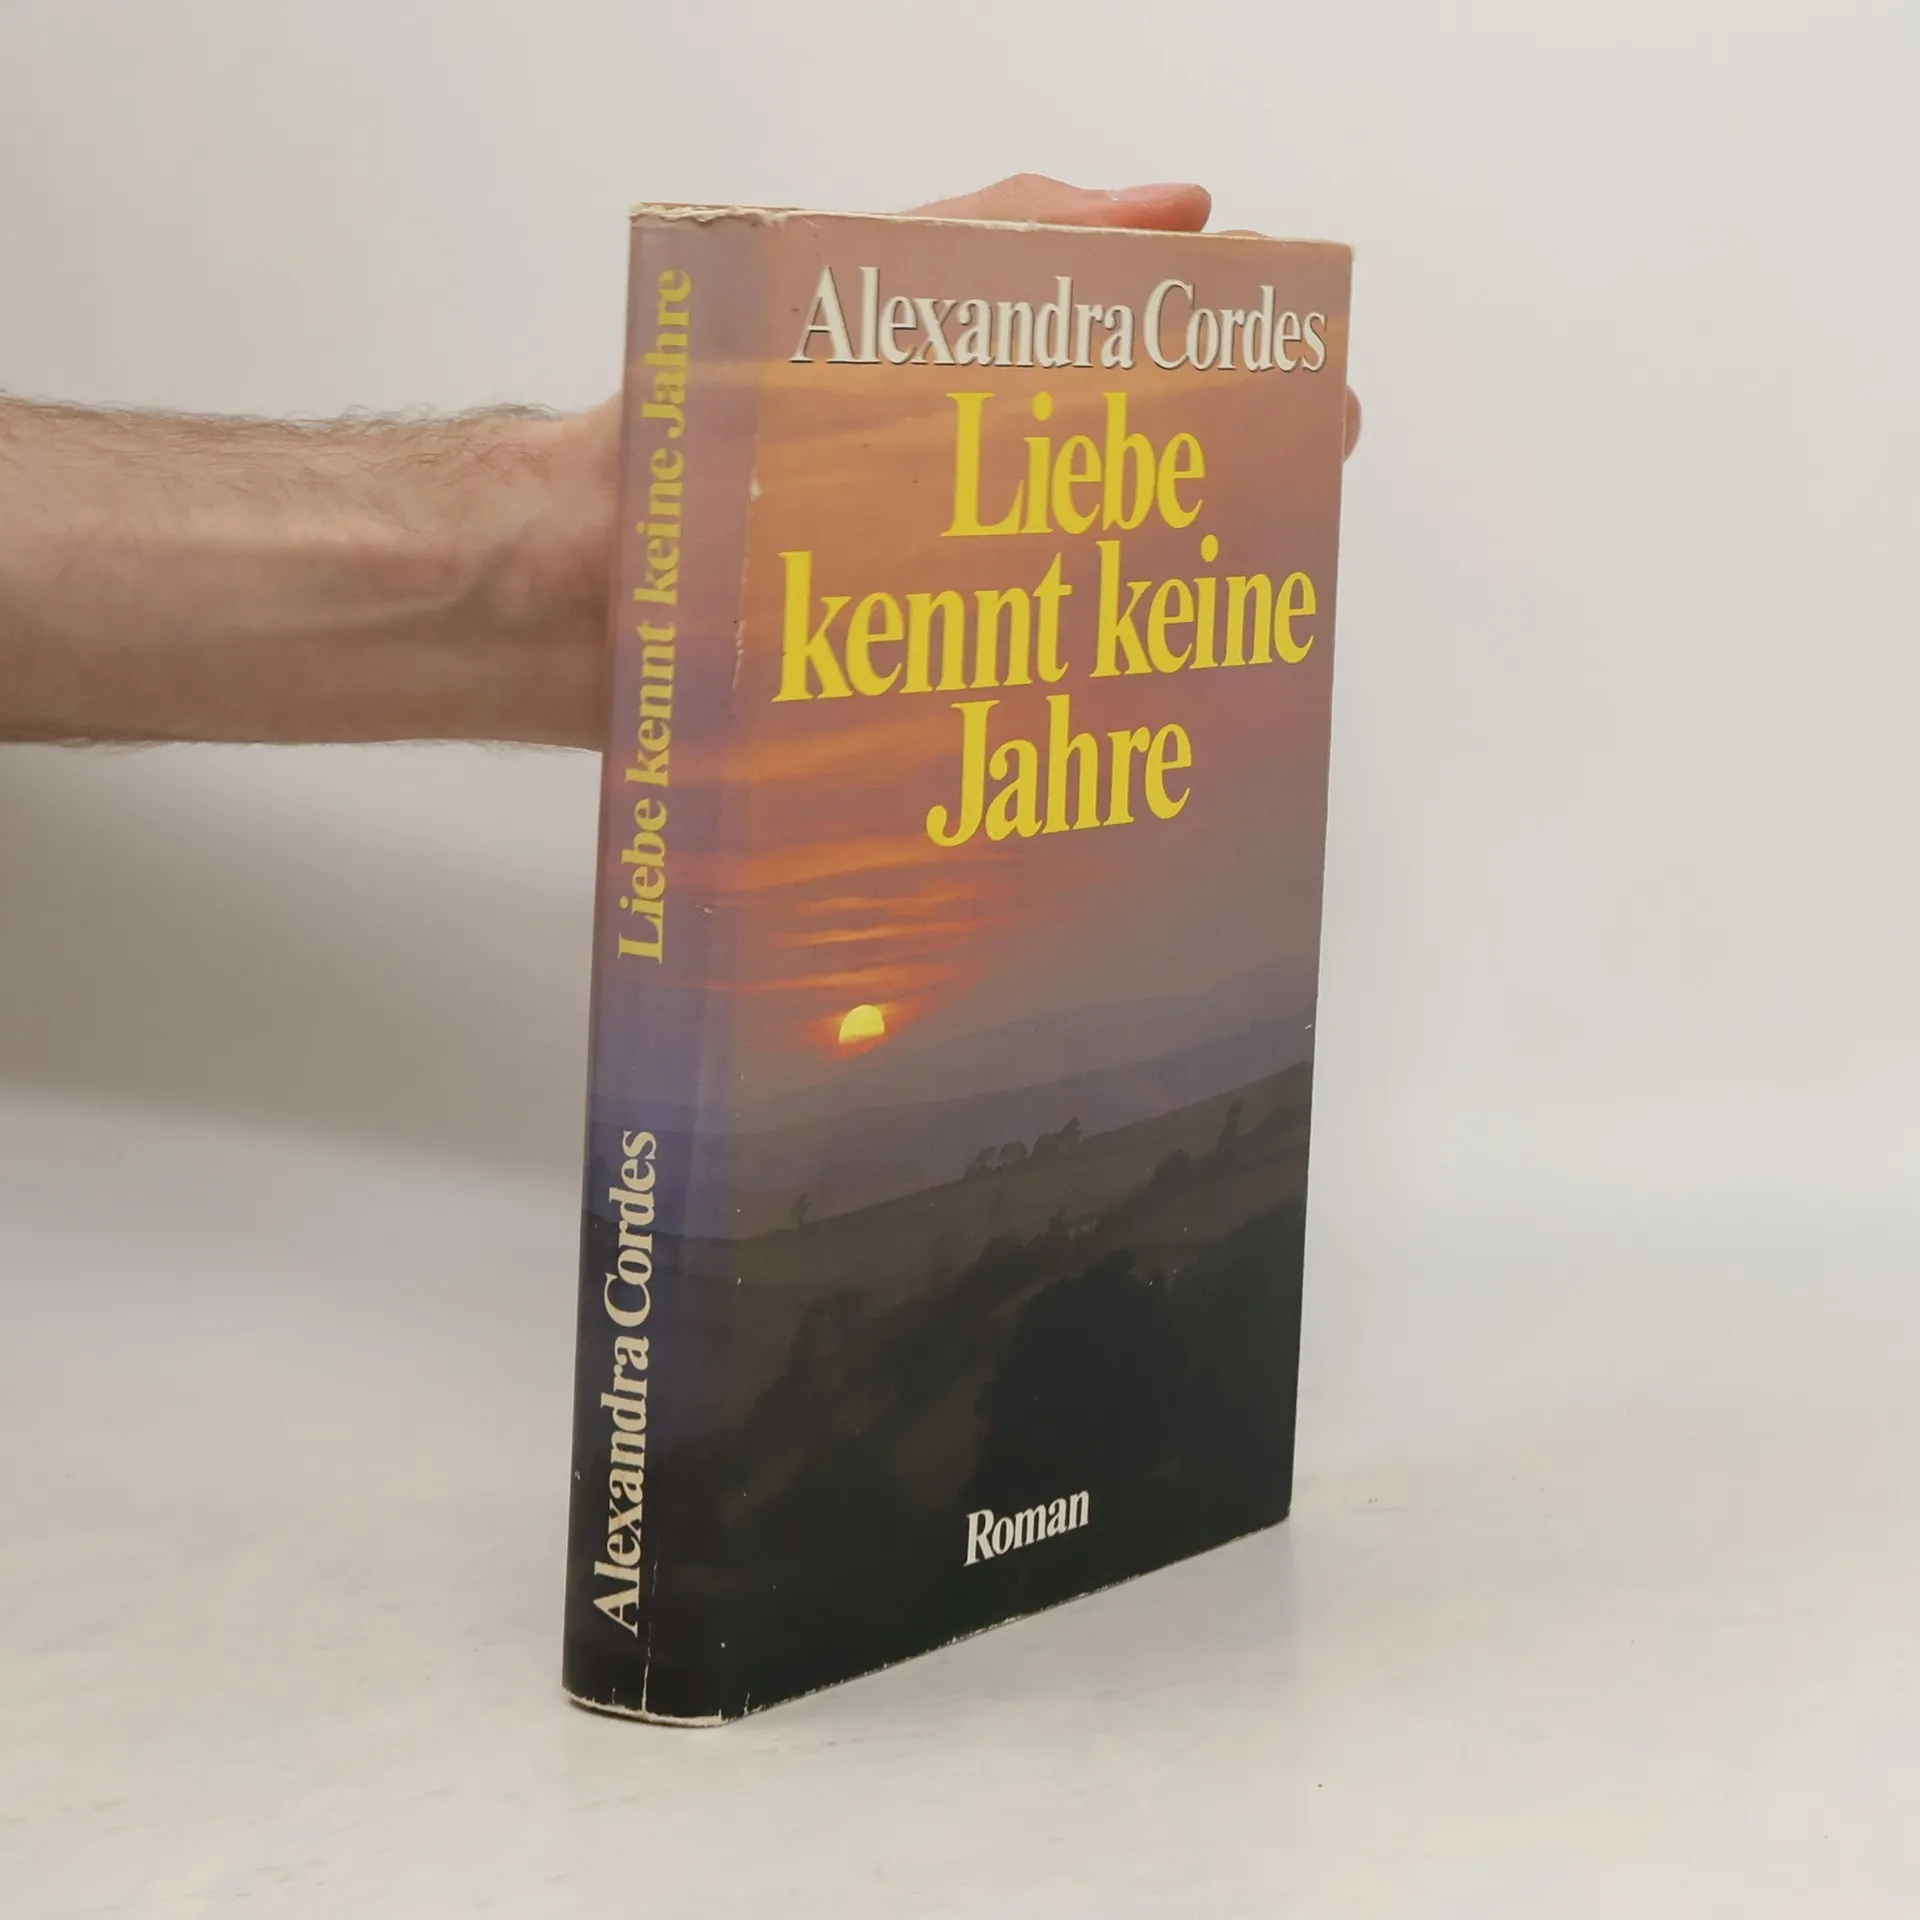 Alexandra Cordes
Liebe
kennt keine
Jahre
Roman
Alexandra Cordes Liebe kennt keine Jahre